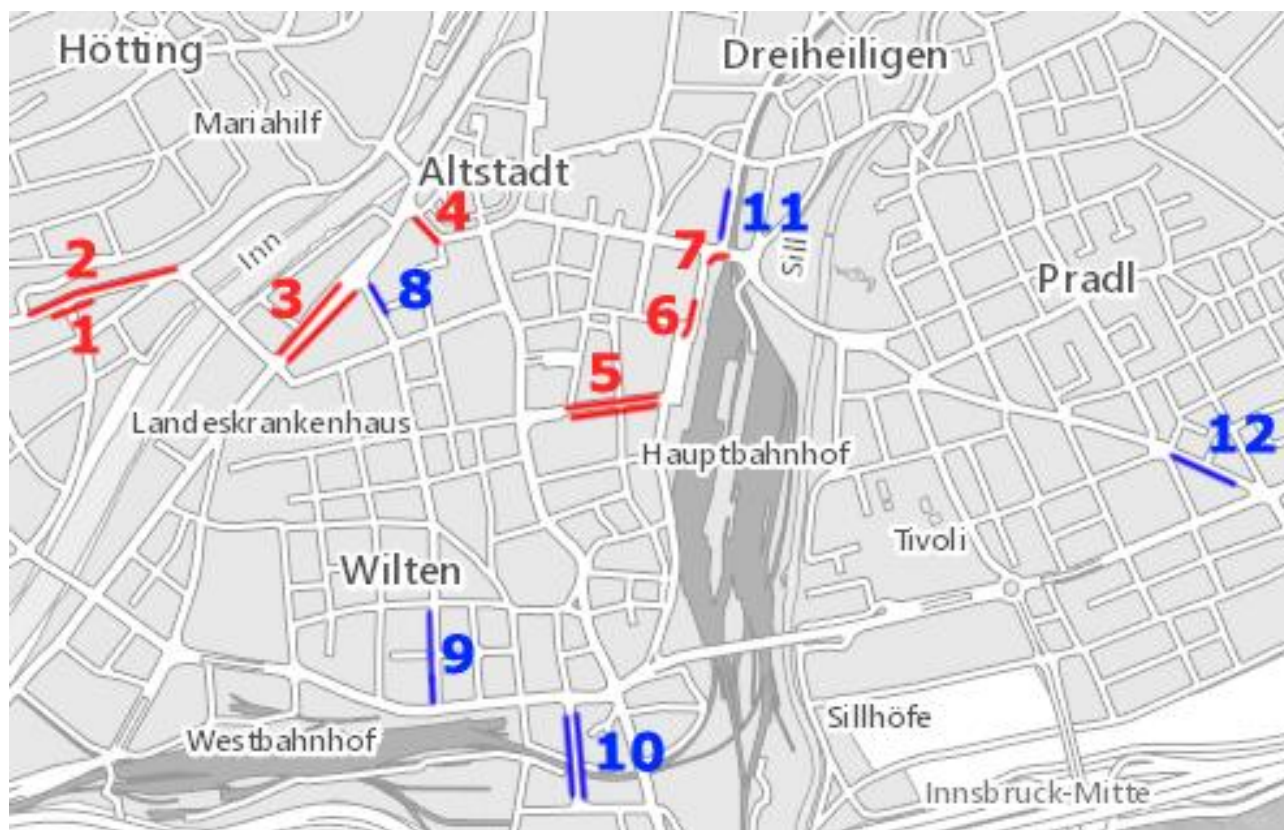 Hötting
Dreiheiligen
Mariahilf
Altstadt
4
11
2
Inn
7
Sill
Pradl
3
8
6
1
5
Landeskrankenhaus
Hauptbahnhof
12
Tivoli
Wilten
9
Sillhöfe
Westbahnhof
10
Innsbruck-Mitte